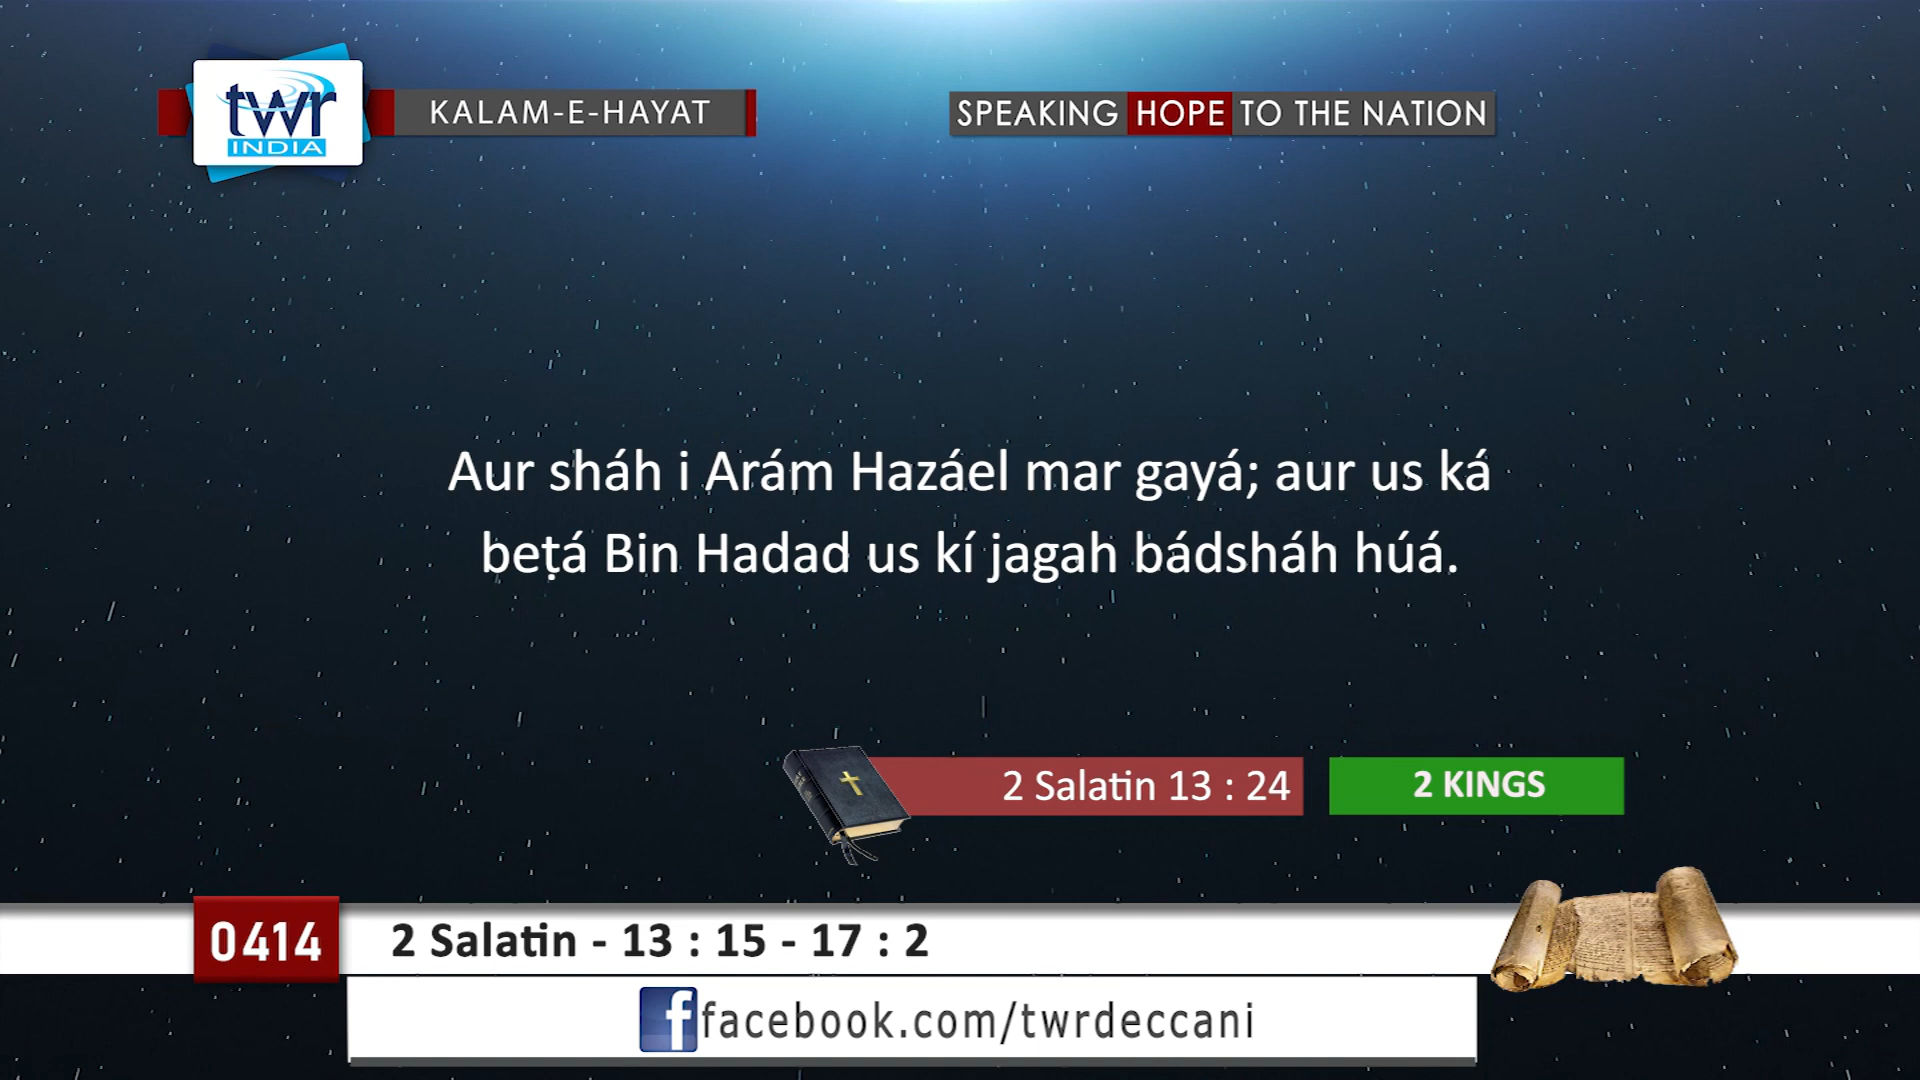 twr
INDIA
KALAM-E-HAYAT
SPEAKING HOPE TO THE NATION
Aur sháh i Arám Hazáel mar gayá; aur us ká
beṭá Bin Hadad us kí jagah bádsháh húá.
2 Salatin 13 : 24
2 KINGS
0414
2 Salatin - 13 : 15 - 17 : 2
facebook.com/twrdeccani